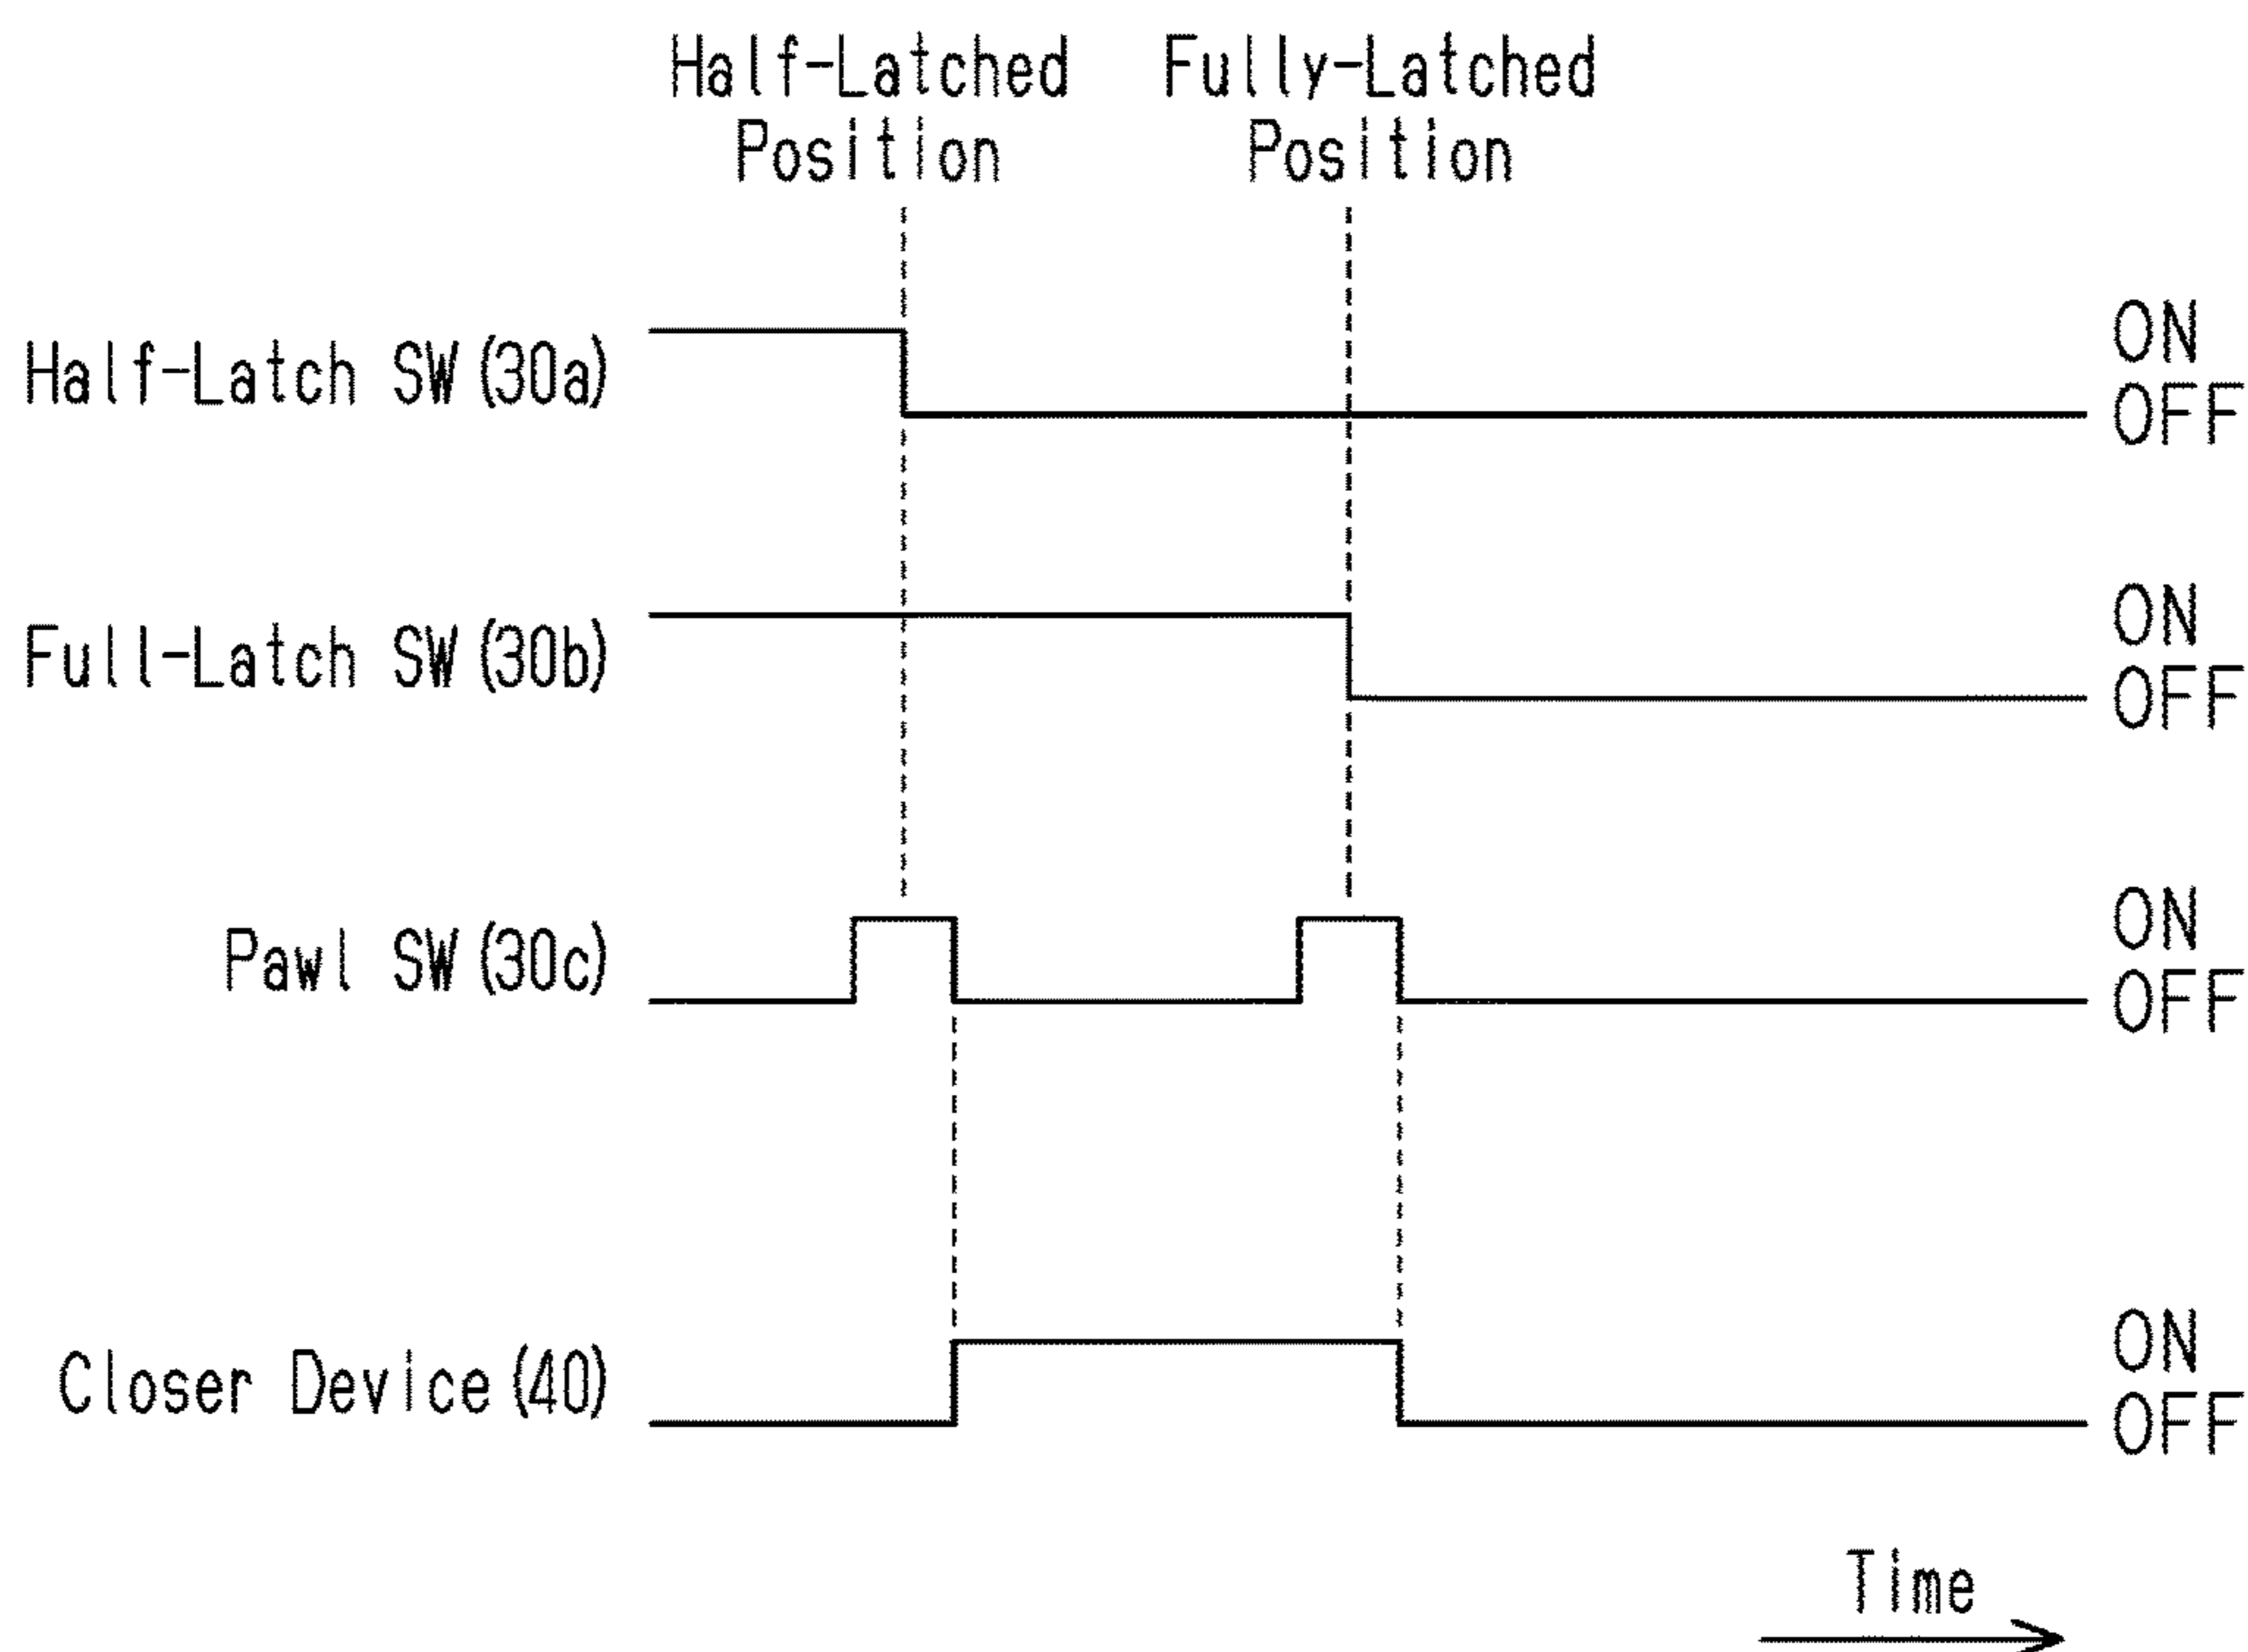 Half-Latched Fully-Latched
Position Position
Half-Latch SW(30a) ON
OFF
Full-Latch SW(30b) ON
OFF
Pawl SW(30c) ON
OFF
Closer Device(40) ON
OFF
Time